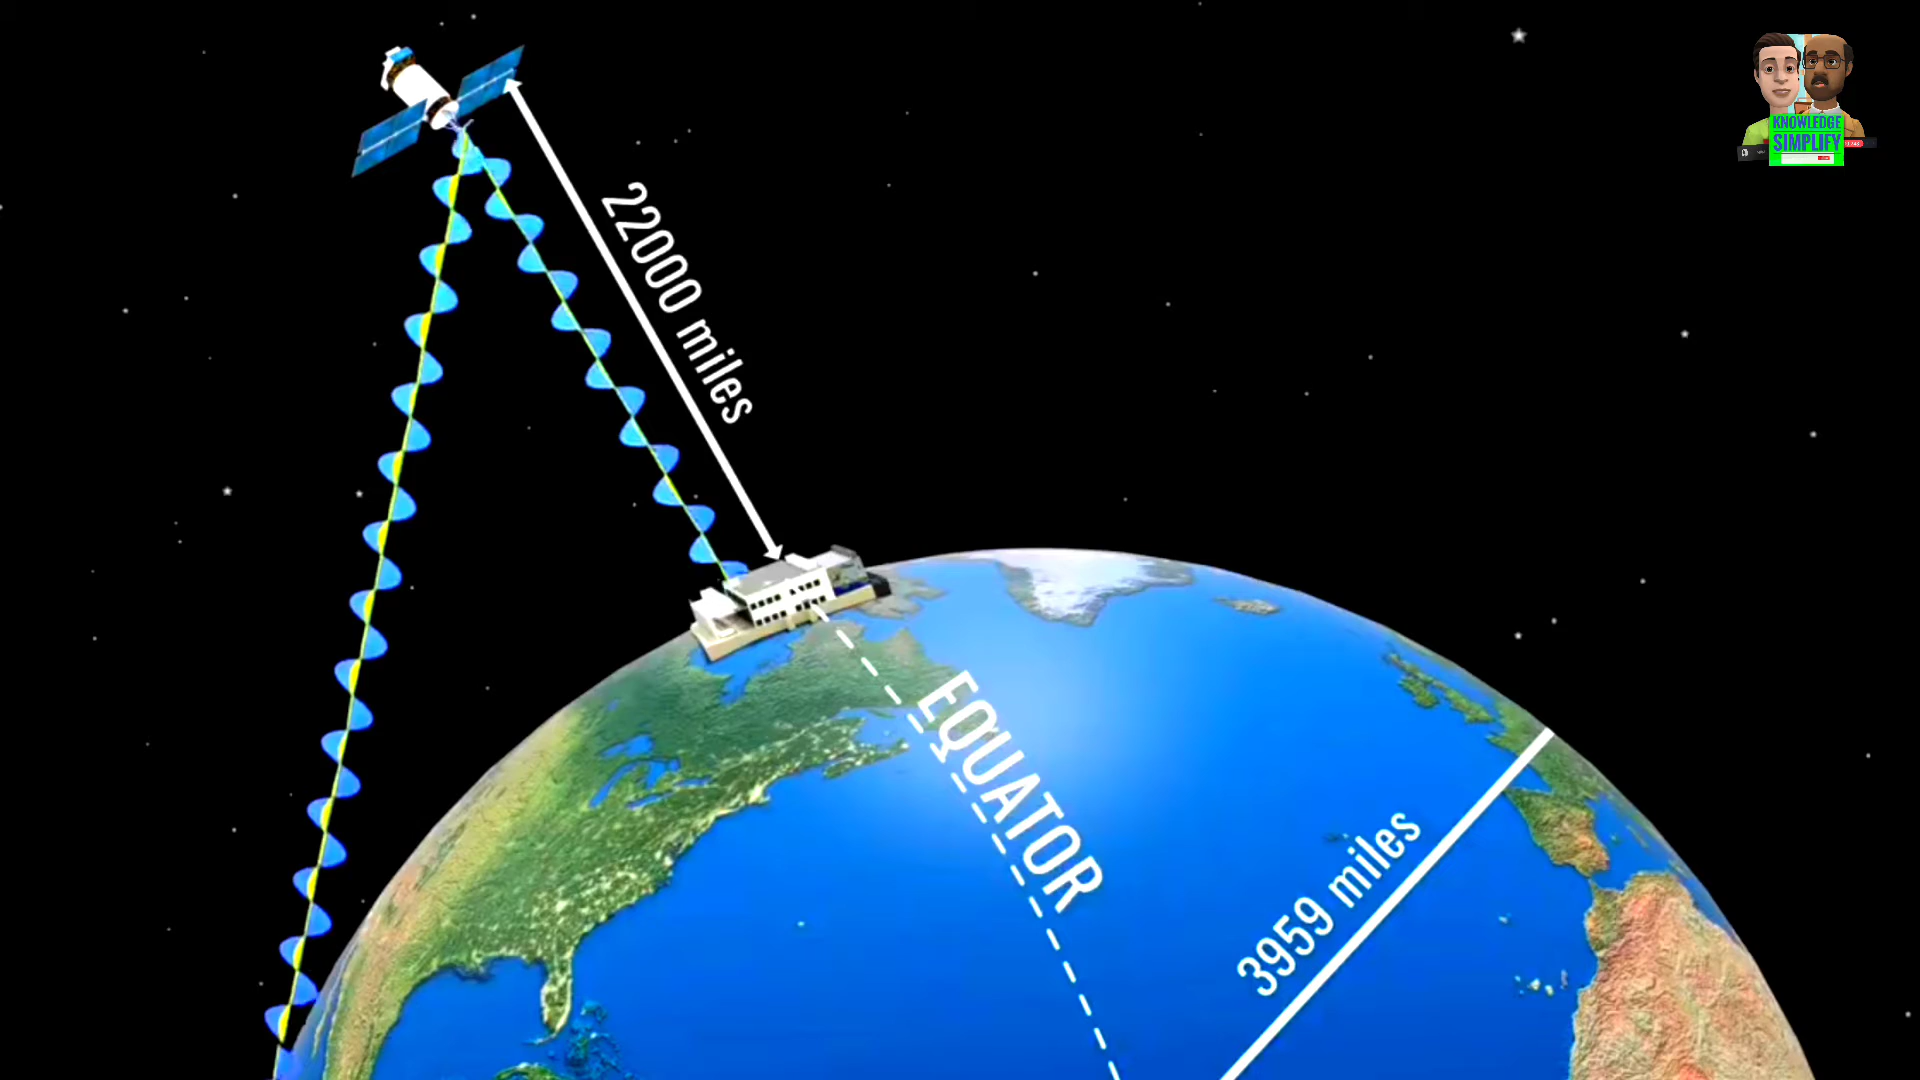 KNOWLEDGE
SIMPLIFY
22000 miles
EQUATOR
3959 miles